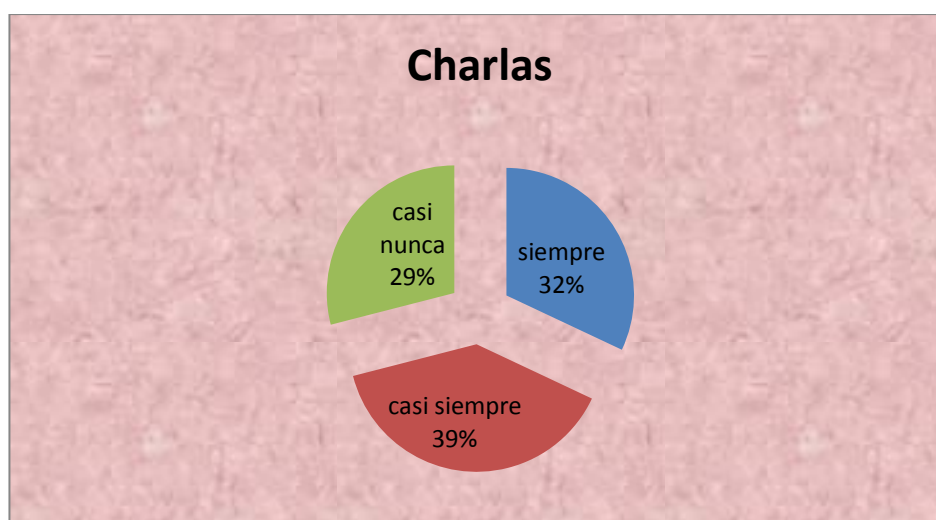 Charlas
casi
nunca
29%
siempre
32%
casi siempre
39%